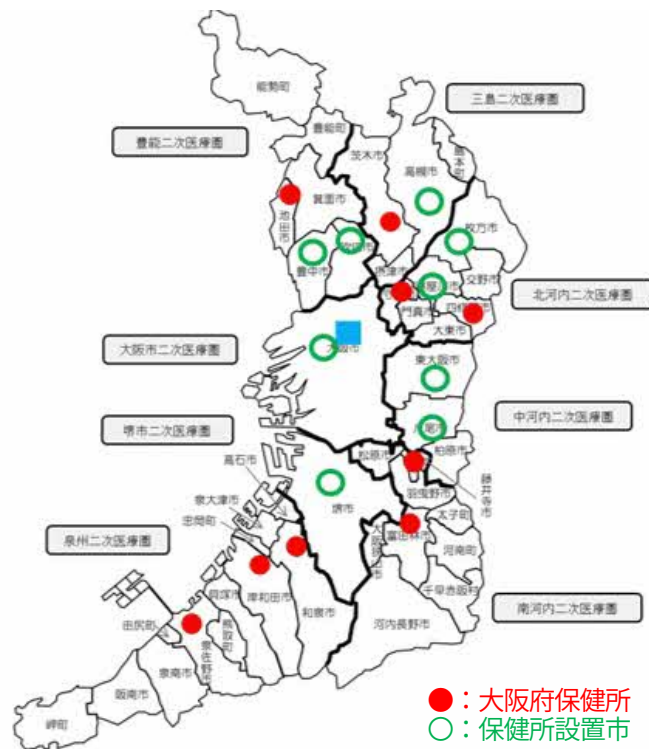 能勢町
三島二次医療圏
豊能町
豊能二次医療圏
茨木市
高槻市
島本町
箕面市
池田市
枚方市
豊中市
吹田市
摂津市
交野市
北河内二次医療圏
門真市
大東市
大阪市二次医療圏
大阪市
東大阪市
中河内二次医療圏
堺市二次医療圏
八尾市
柏原市
松原市
高石市
藤井寺市
羽曳野市
泉大津市
堺市
太子町
忠岡町
大阪狭山市
富田林市
泉州二次医療圏
河南町
貝塚市
岸和田市
和泉市
千早赤阪村
南河内二次医療圏
田尻町
熊取町
河内長野市
泉佐野市
泉南市
阪南市
岬町
●：大阪府保健所
○：保健所設置市